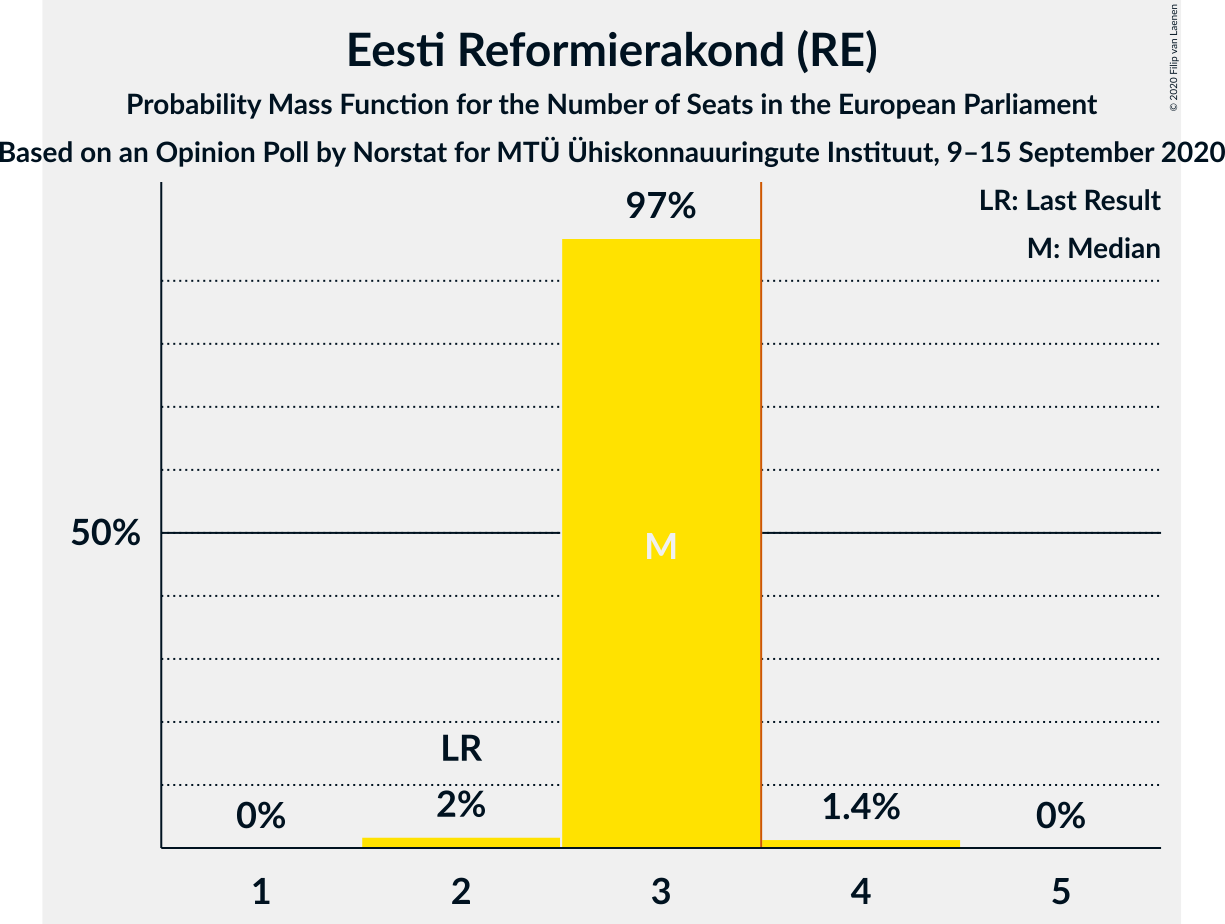 Eesti Reformierakond (RE)
Probability Mass Function for the Number of Seats in the European Parliament
Based on an Opinion Poll by Norstat for MTÜ Ühiskonnauuringute Instituut, 9–15 September 2020
© 2020 Filip van Laenen
LR: Last Result
M: Median
97%
50%
M
LR
0%
2%
1.4%
0%
1
2
3
4
5